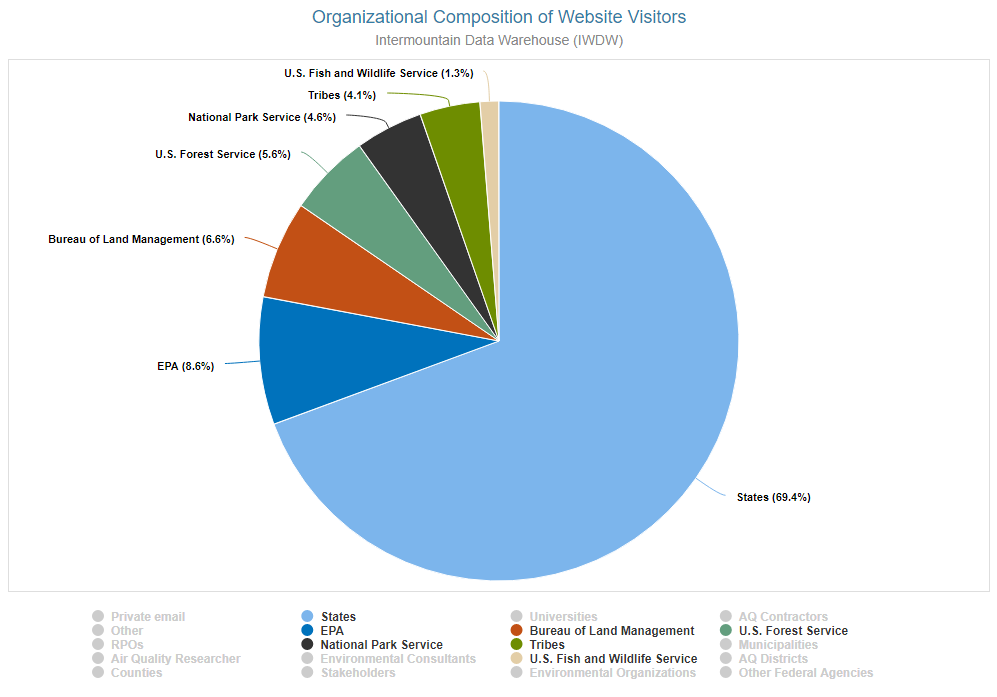 Organizational Composition of Website Visitors
Intermountain Data Warehouse (IWDW)
U.S. Fish and Wildlife Service (1.3%)
Tribes (4.1%)
National Park Service (4.6%)
U.S. Forest Service (5.6%)
Bureau of Land Management (6.6%)
EPA (8.6%)
States (69.4%)
Private email States Universities AQ Contractors
Other EPA Bureau of Land Management U.S. Forest Service
RPOs National Park Service Tribes Municipalities
Air Quality Researcher Environmental Consultants U.S. Fish and Wildlife Service AQ Districts
Counties Stakeholders Environmental Organizations Other Federal Agencies